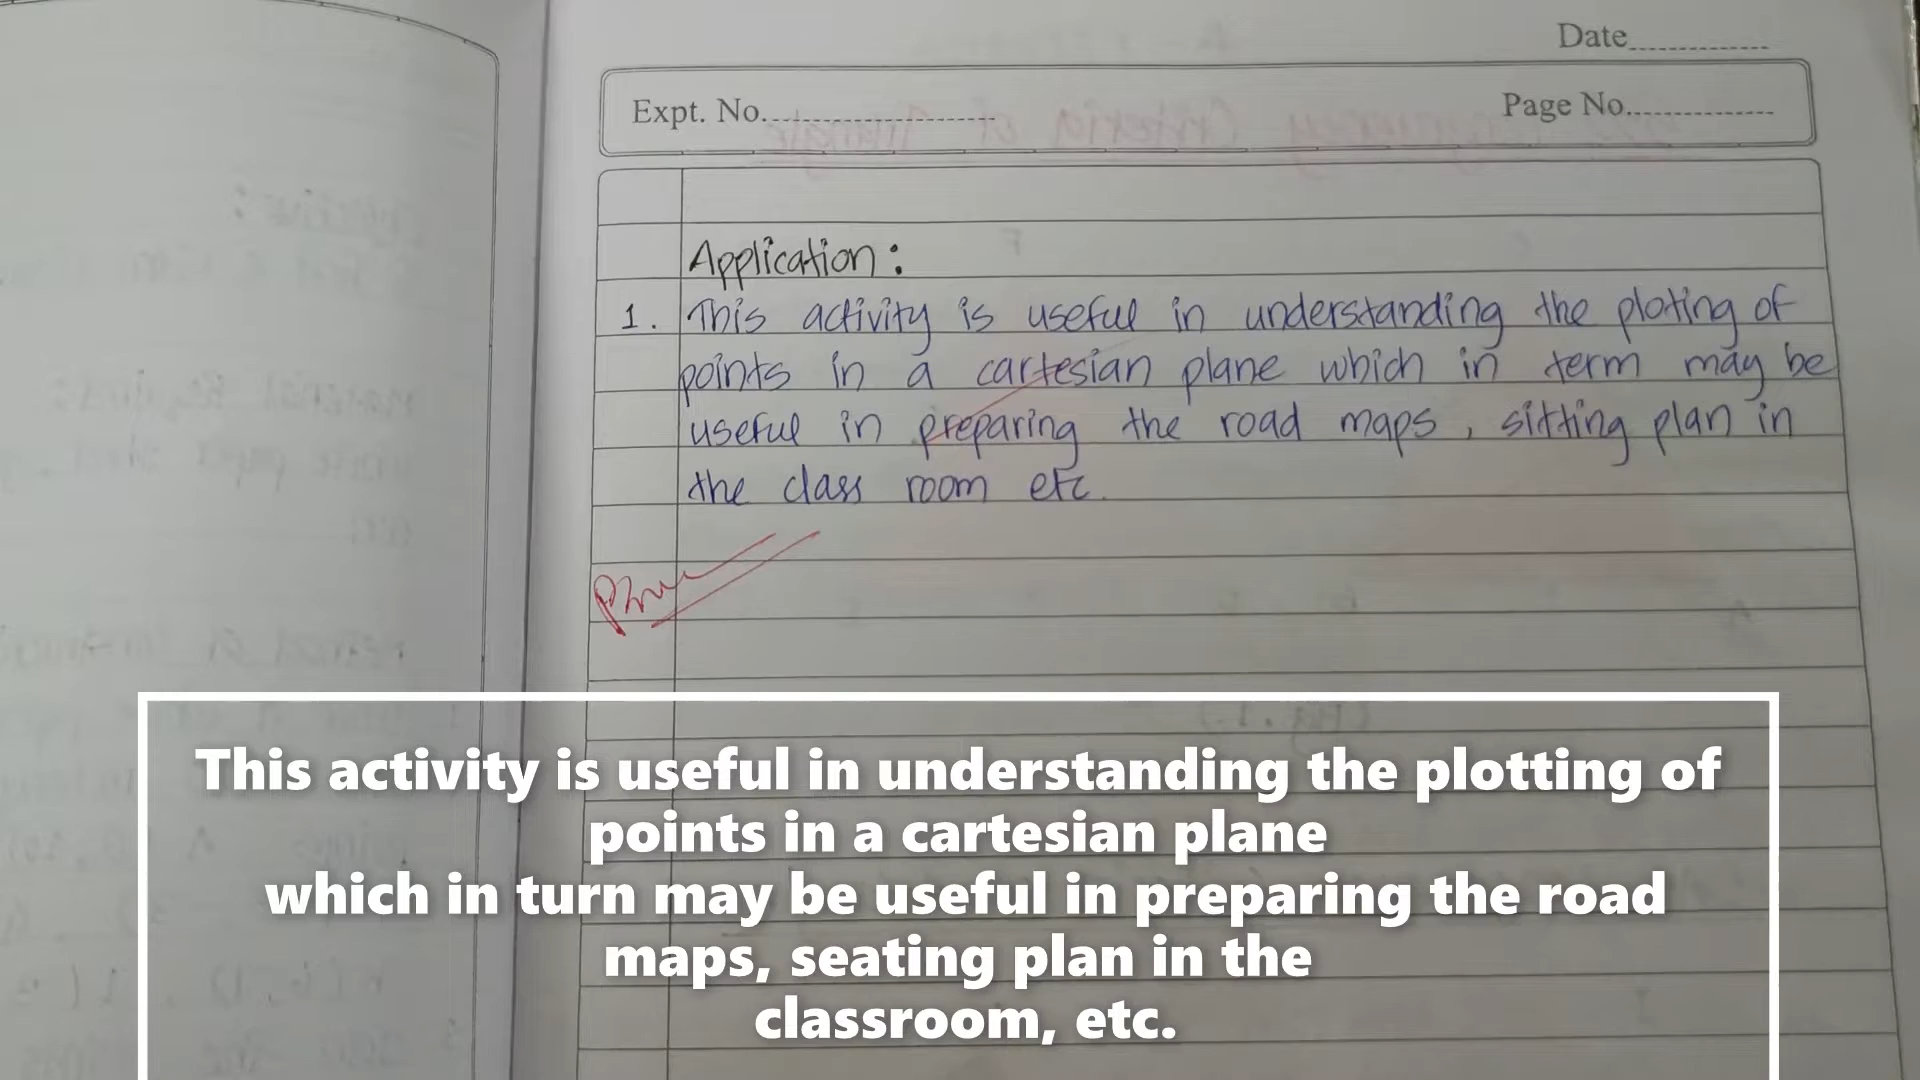 Date
Expt. No.
Page No.
Application :
1. This activity is useful in understanding the ploting of
points in a cartesian plane which in term may be
useful in preparing the road maps , sitting plan in
the class room etc.
This activity is useful in understanding the plotting of
points in a cartesian plane
which in turn may be useful in preparing the road
maps, seating plan in the
classroom, etc.